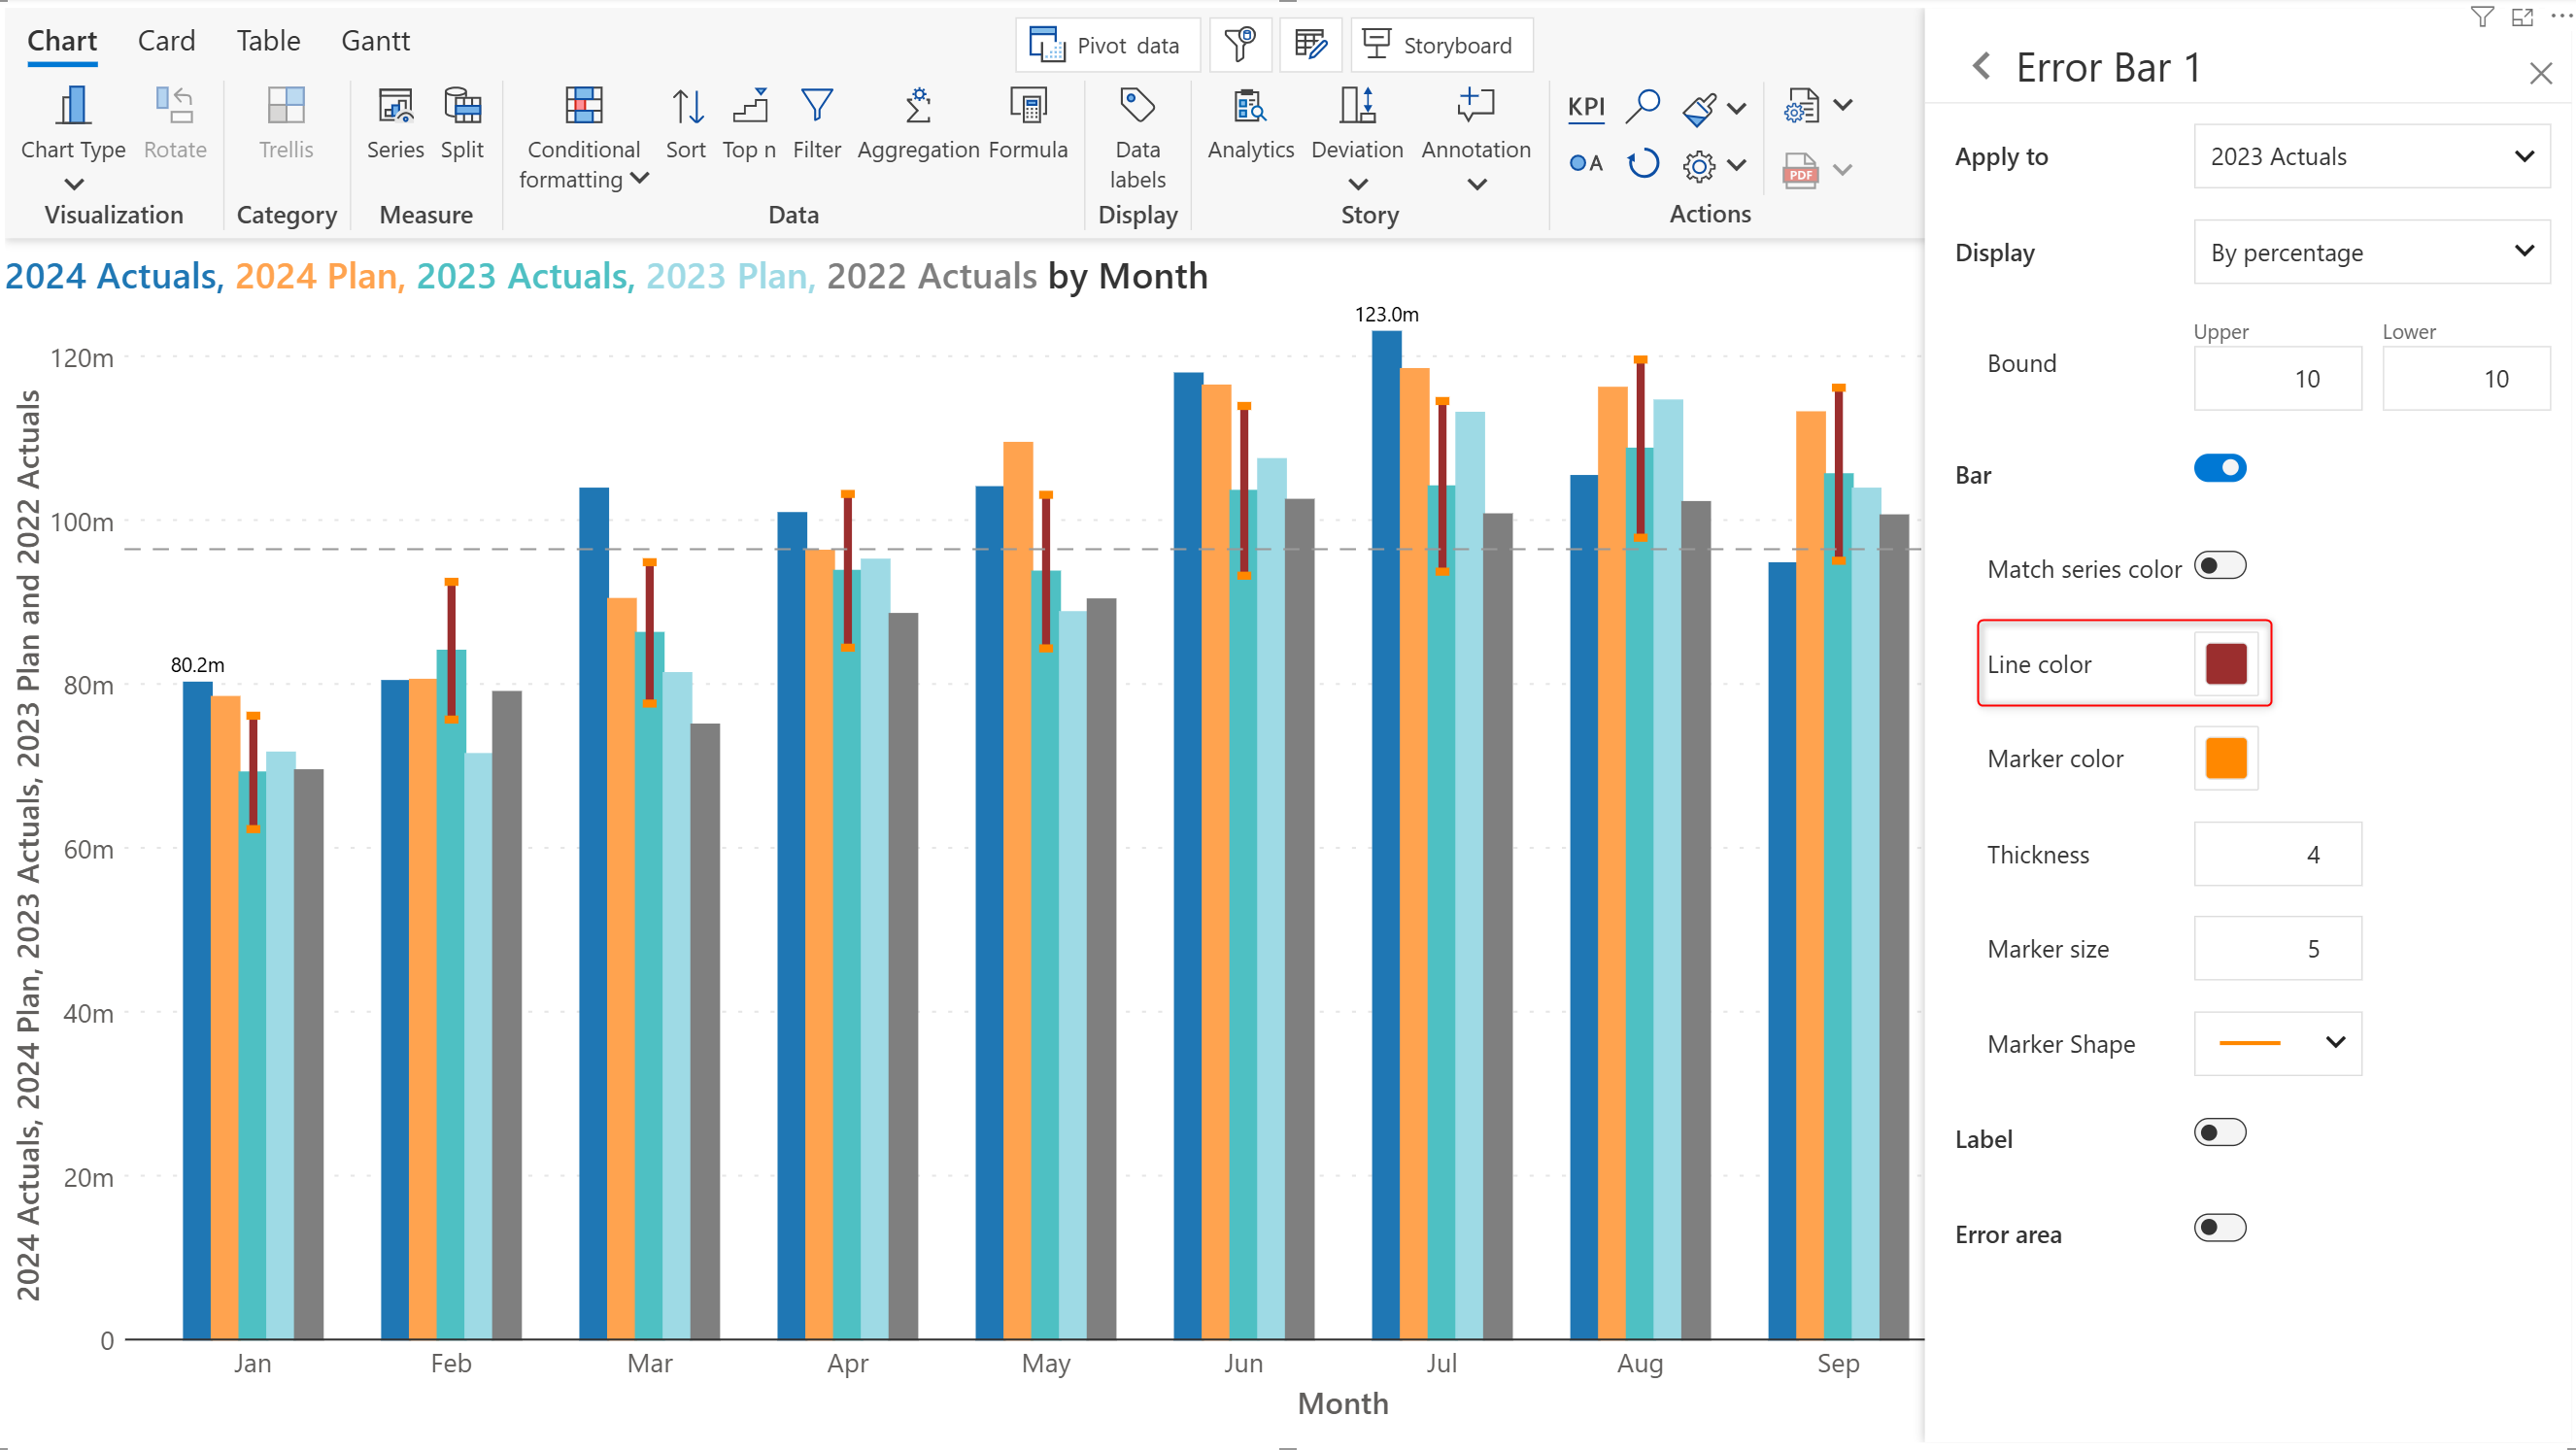 Chart Card Table Gantt
Pivot data
Storyboard
Chart Type
Rotate
Visualization
Trellis
Category
Series
Split
Measure
Conditional
formatting
Sort
Top n
Filter
Aggregation
Formula
Data
Data
labels
Display
Analytics
Deviation
Annotation
Story
KPI
A
PDF
Actions
2024 Actuals, 2024 Plan, 2023 Actuals, 2023 Plan, 2022 Actuals by Month
2024 Actuals, 2024 Plan, 2023 Actuals, 2023 Plan and 2022 Actuals
120m
100m
80m
60m
40m
20m
0
80.2m
123.0m
Jan
Feb
Mar
Apr
May
Jun
Jul
Aug
Sep
Month
Error Bar 1
Apply to
2023 Actuals
Display
By percentage
Upper
Lower
Bound
10
10
Bar
Match series color
Line color
Marker color
Thickness
4
Marker size
5
Marker Shape
Label
Error area